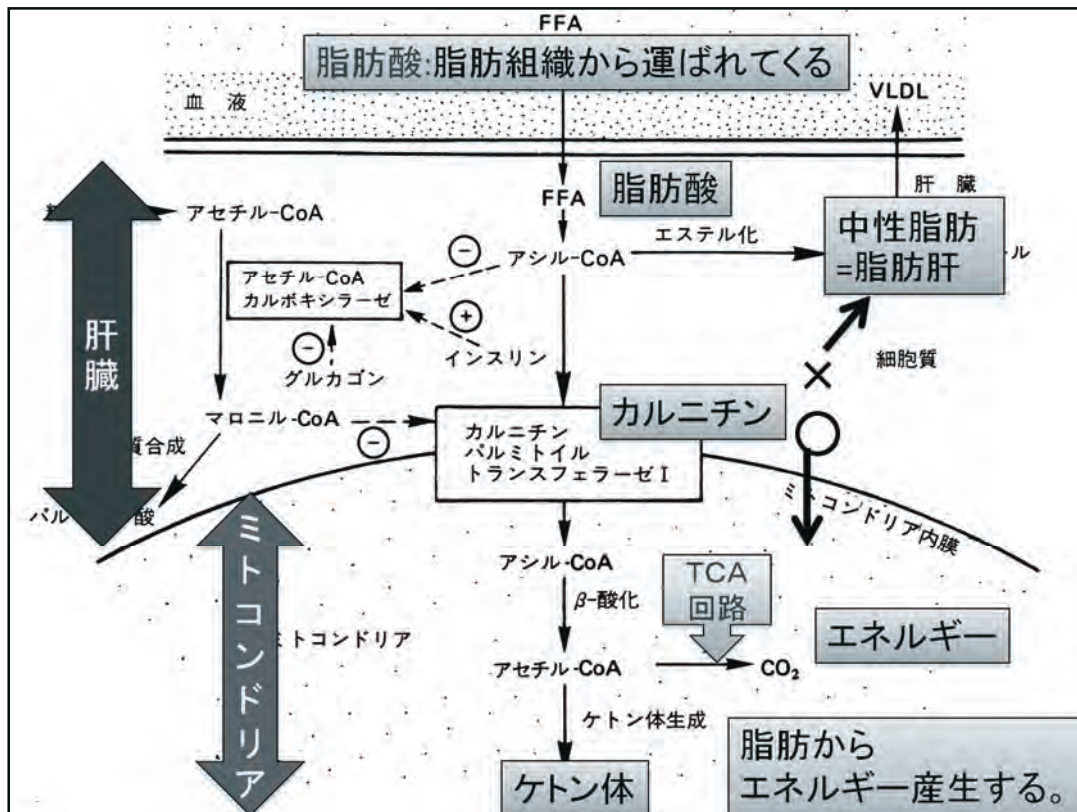 FFA
脂肪酸:脂肪組織から運ばれてくる
血液
VLDL
FFA
脂肪酸
肝臓
アセチル-CoA
エステル化
中性脂肪
=脂肪肝
ル
アシル-CoA
−
アセチル-CoA
カルボキシラーゼ
+
インスリン
−
グルカゴン
肝臓
細胞質
×
カルニチン
マロニル-CoA
−
カルニチン
パルミトイル
トランスフェラーゼ I
質合成
パル
酸
ミトコンドリア内膜
ミトコンドリア
アシル-CoA
β-酸化
TCA
回路
エネルギー
ミトコンドリア
アセチル-CoA
CO₂
ケトン体生成
ケトン体
脂肪から
エネルギー産生する。